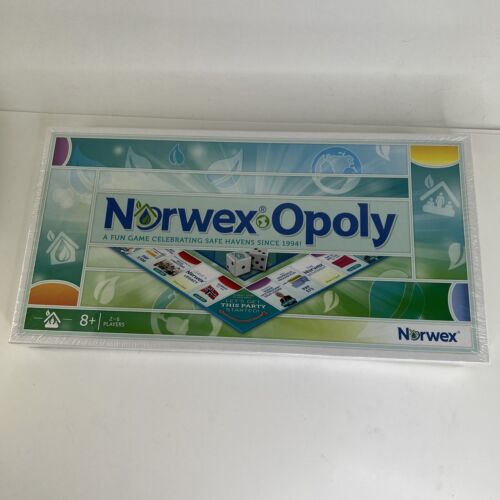 Norwex® Opoly
A FUN GAME CELEBRATING SAFE HAVENS SINCE 1994!
LET'S GET
THIS PARTY
STARTED!
8+
2-6
PLAYERS
Norwex®